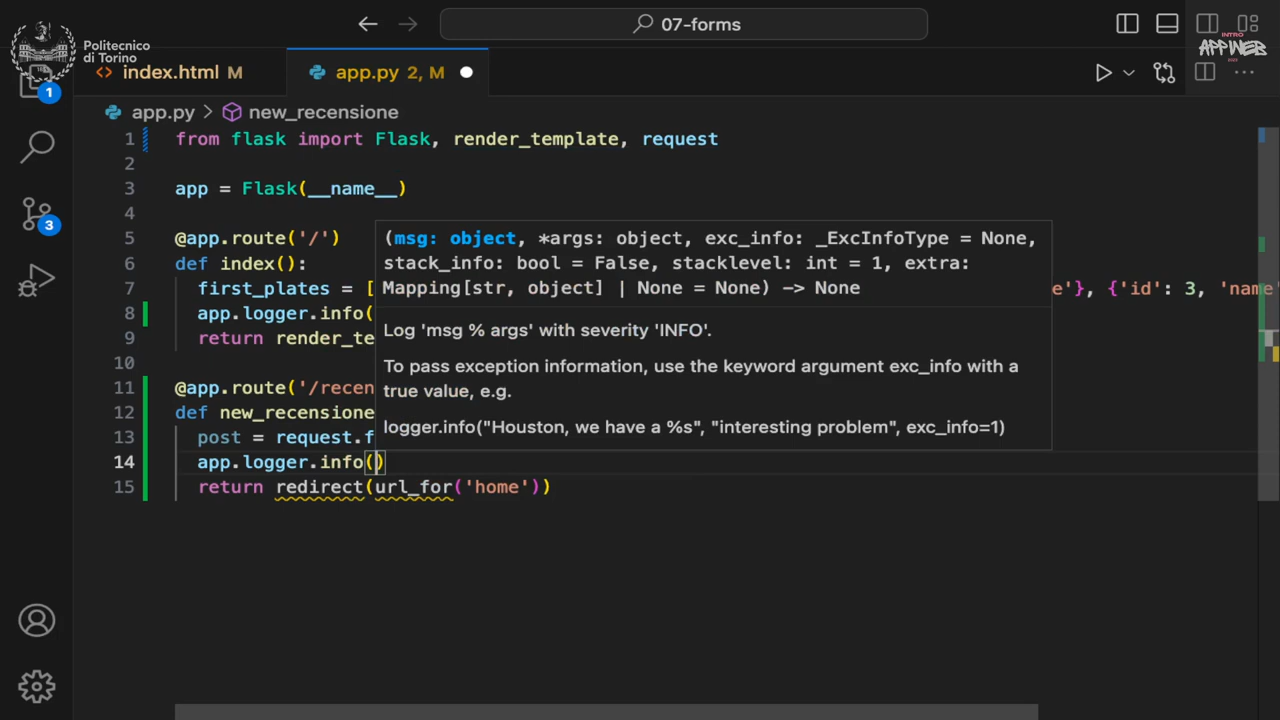 07-forms
Politecnico
di Torino
INTRO
APPIWEB
index.html M
app.py 2, M
1
app.py > new_recensione
1 from flask import Flask, render_template, request
2
3 app = Flask(__name__)
4
5 @app.route('/')
6 def index():
7 first_plates = [ e'}, {'id': 3, 'name'
8 app.logger.info(
9 return render_te
10
11 @app.route('/recen
12 def new_recensione
13 post = request.f
14 app.logger.info()
15 return redirect(url_for('home'))
3
(msg: object, *args: object, exc_info: _ExcInfoType = None,
stack_info: bool = False, stacklevel: int = 1, extra:
Mapping[str, object] | None = None) -> None
Log 'msg % args' with severity 'INFO'.
To pass exception information, use the keyword argument exc_info with a
true value, e.g.
logger.info("Houston, we have a %s", "interesting problem", exc_info=1)